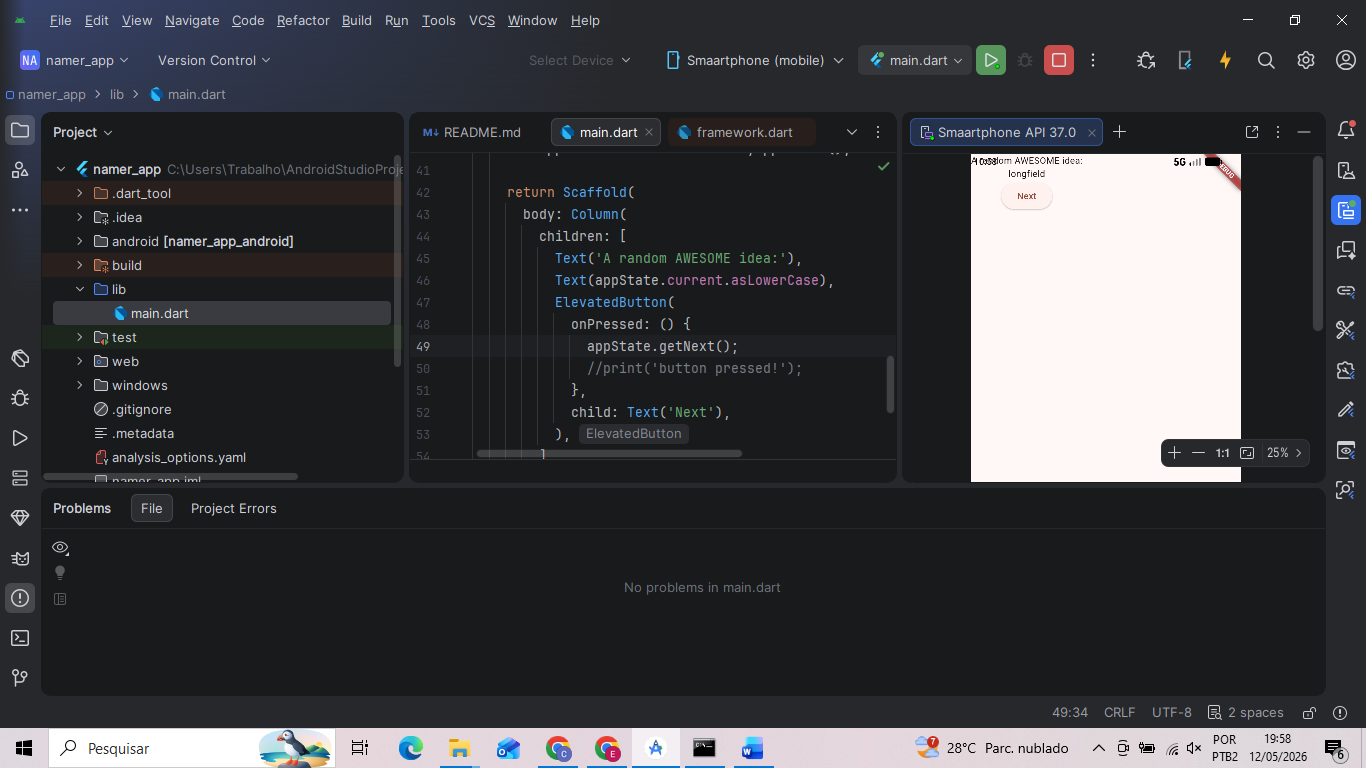 File Edit View Navigate Code Refactor Build Run Tools VCS Window Help
NA namer_app Version Control Select Device Smaartphone (mobile) main.dart
namer_app lib main.dart
Project
namer_app C:\Users\Trabalho\AndroidStudioProje
.dart_tool
.idea
android [namer_app_android]
build
lib
main.dart
test
web
windows
.gitignore
.metadata
analysis_options.yaml
namer_app.iml
README.md main.dart framework.dart
41
42 return Scaffold(
43 body: Column(
44 children: [
45 Text('A random AWESOME idea:'),
46 Text(appState.current.asLowerCase),
47 ElevatedButton(
48 onPressed: () {
49 appState.getNext();
50 //print('button pressed!');
51 },
52 child: Text('Next'),
53 ), ElevatedButton
54 ]
Smaartphone API 37.0
A random AWESOME idea: 5G
longfield
Next
1:1 25%
Problems File Project Errors
No problems in main.dart
49:34 CRLF UTF-8 2 spaces
Pesquisar 28°C Parc. nublado POR 19:58
PTB2 12/05/2026 6